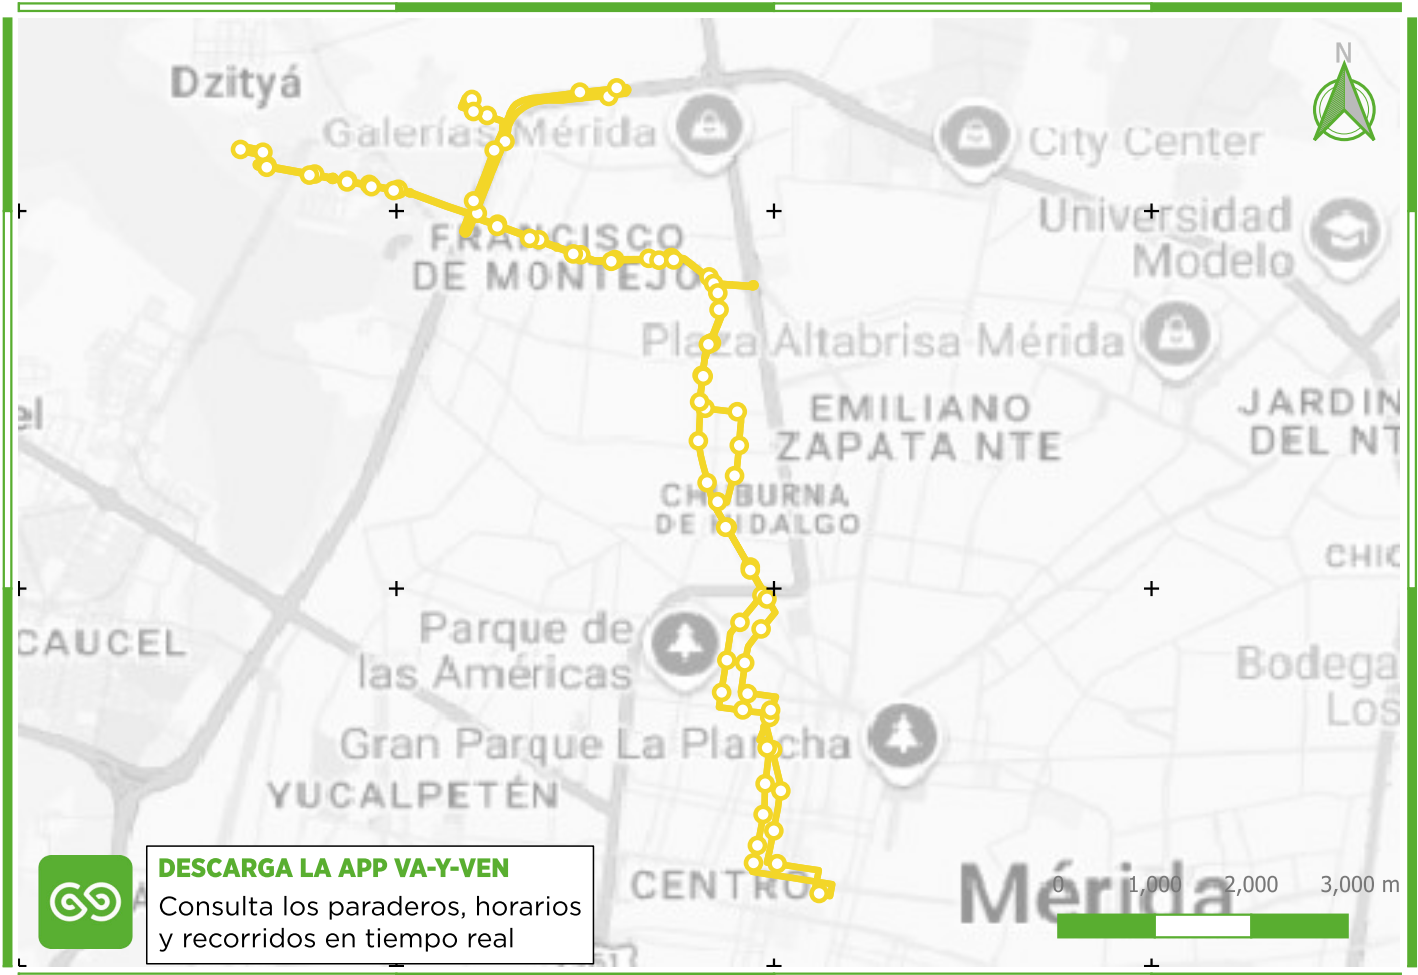 N
Dzityá
Galerías Mérida
City Center
Universidad
Modelo
FRANCISCO
DE MONTEJO
Plaza Altabrisa Mérida
EMILIANO
ZAPATA NTE
JARDIN
DEL NT
el
CHUBURNA
DE HIDALGO
CHIC
CAUCEL
Parque de
las Américas
Bodega
Los
Gran Parque La Plancha
YUCALPETÉN
CENTRO
Mérida
0 1,000 2,000 3,000 m
DESCARGA LA APP VA-Y-VEN
Consulta los paraderos, horarios
y recorridos en tiempo real